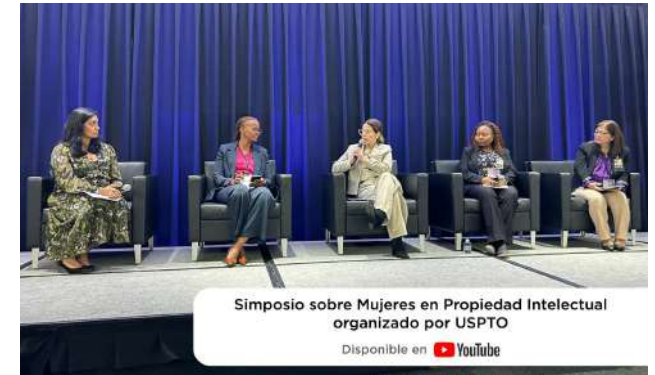 Simposio sobre Mujeres en Propiedad Intelectual
organizado por USPTO
Disponible en YouTube